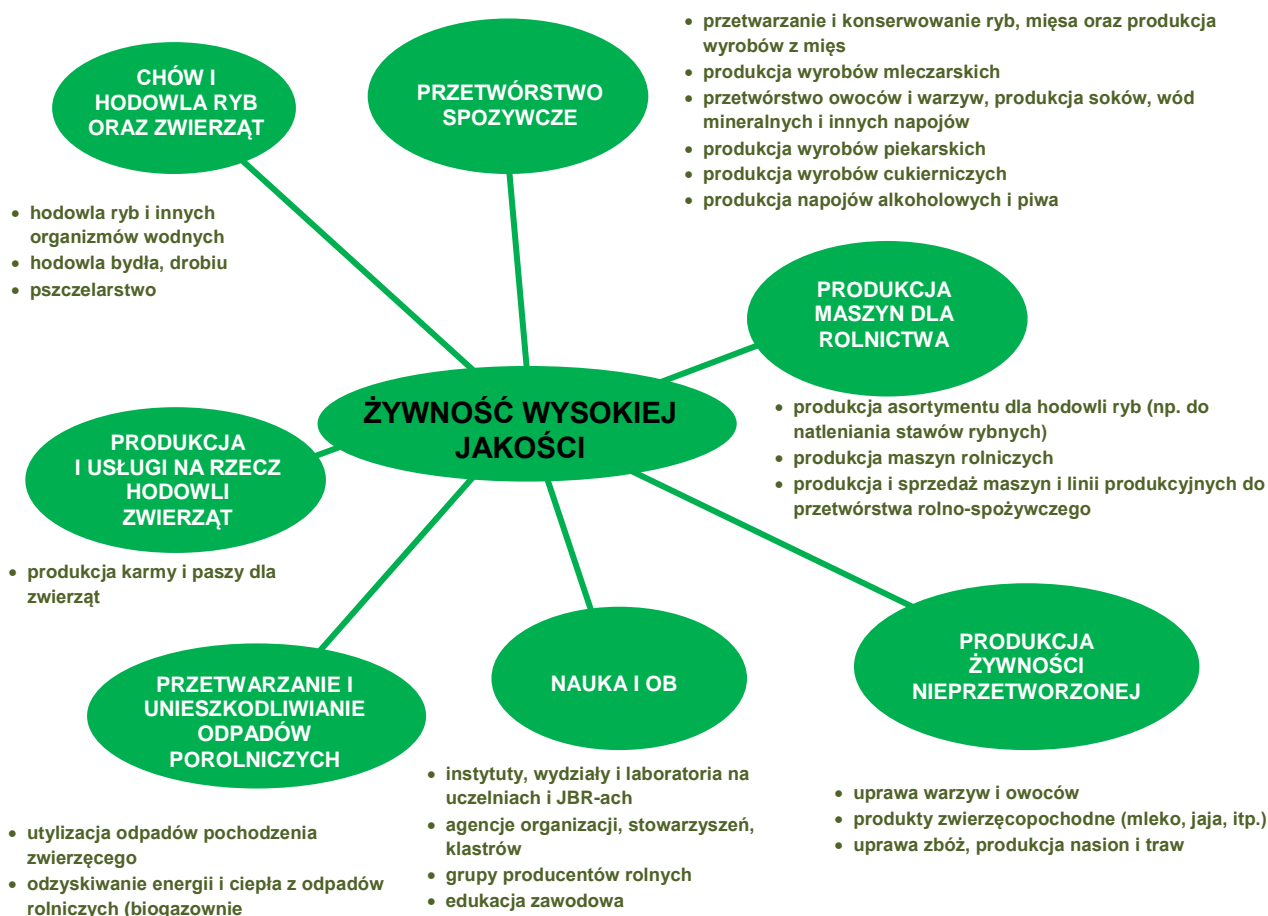 CHÓW I
HODOWLA RYB
ORAZ ZWIERZĄT
• hodowla ryb i innych
organizmów wodnych
• hodowla bydła, drobiu
• pszczelarstwo
PRZETWÓRSTWO
SPOZYWCZE
• przetwarzanie i konserwowanie ryb, mięsa oraz produkcja
wyrobów z mięs
• produkcja wyrobów mleczarskich
• przetwórstwo owoców i warzyw, produkcja soków, wód
mineralnych i innych napojów
• produkcja wyrobów piekarskich
• produkcja wyrobów cukierniczych
• produkcja napojów alkoholowych i piwa
PRODUKCJA
MASZYN DLA
ROLNICTWA
• produkcja asortymentu dla hodowli ryb (np. do
natleniania stawów rybnych)
• produkcja maszyn rolniczych
• produkcja i sprzedaż maszyn i linii produkcyjnych do
przetwórstwa rolno-spożywczego
ŻYWNOŚĆ WYSOKIEJ
JAKOŚCI
PRODUKCJA
I USŁUGI NA RZECZ
HODOWLI
ZWIERZĄT
• produkcja karmy i paszy dla
zwierząt
PRZETWARZANIE I
UNIESZKODLIWIANIE
ODPADÓW
POROLNICZYCH
• utylizacja odpadów pochodzenia
zwierzęcego
• odzyskiwanie energii i ciepła z odpadów
rolniczych (biogazownie
NAUKA I OB
• instytuty, wydziały i laboratoria na
uczelniach i JBR-ach
• agencje organizacji, stowarzyszeń,
klastrów
• grupy producentów rolnych
• edukacja zawodowa
PRODUKCJA
ŻYWNOŚCI
NIEPRZETWORZONEJ
• uprawa warzyw i owoców
• produkty zwierzęcopochodne (mleko, jaja, itp.)
• uprawa zbóż, produkcja nasion i traw